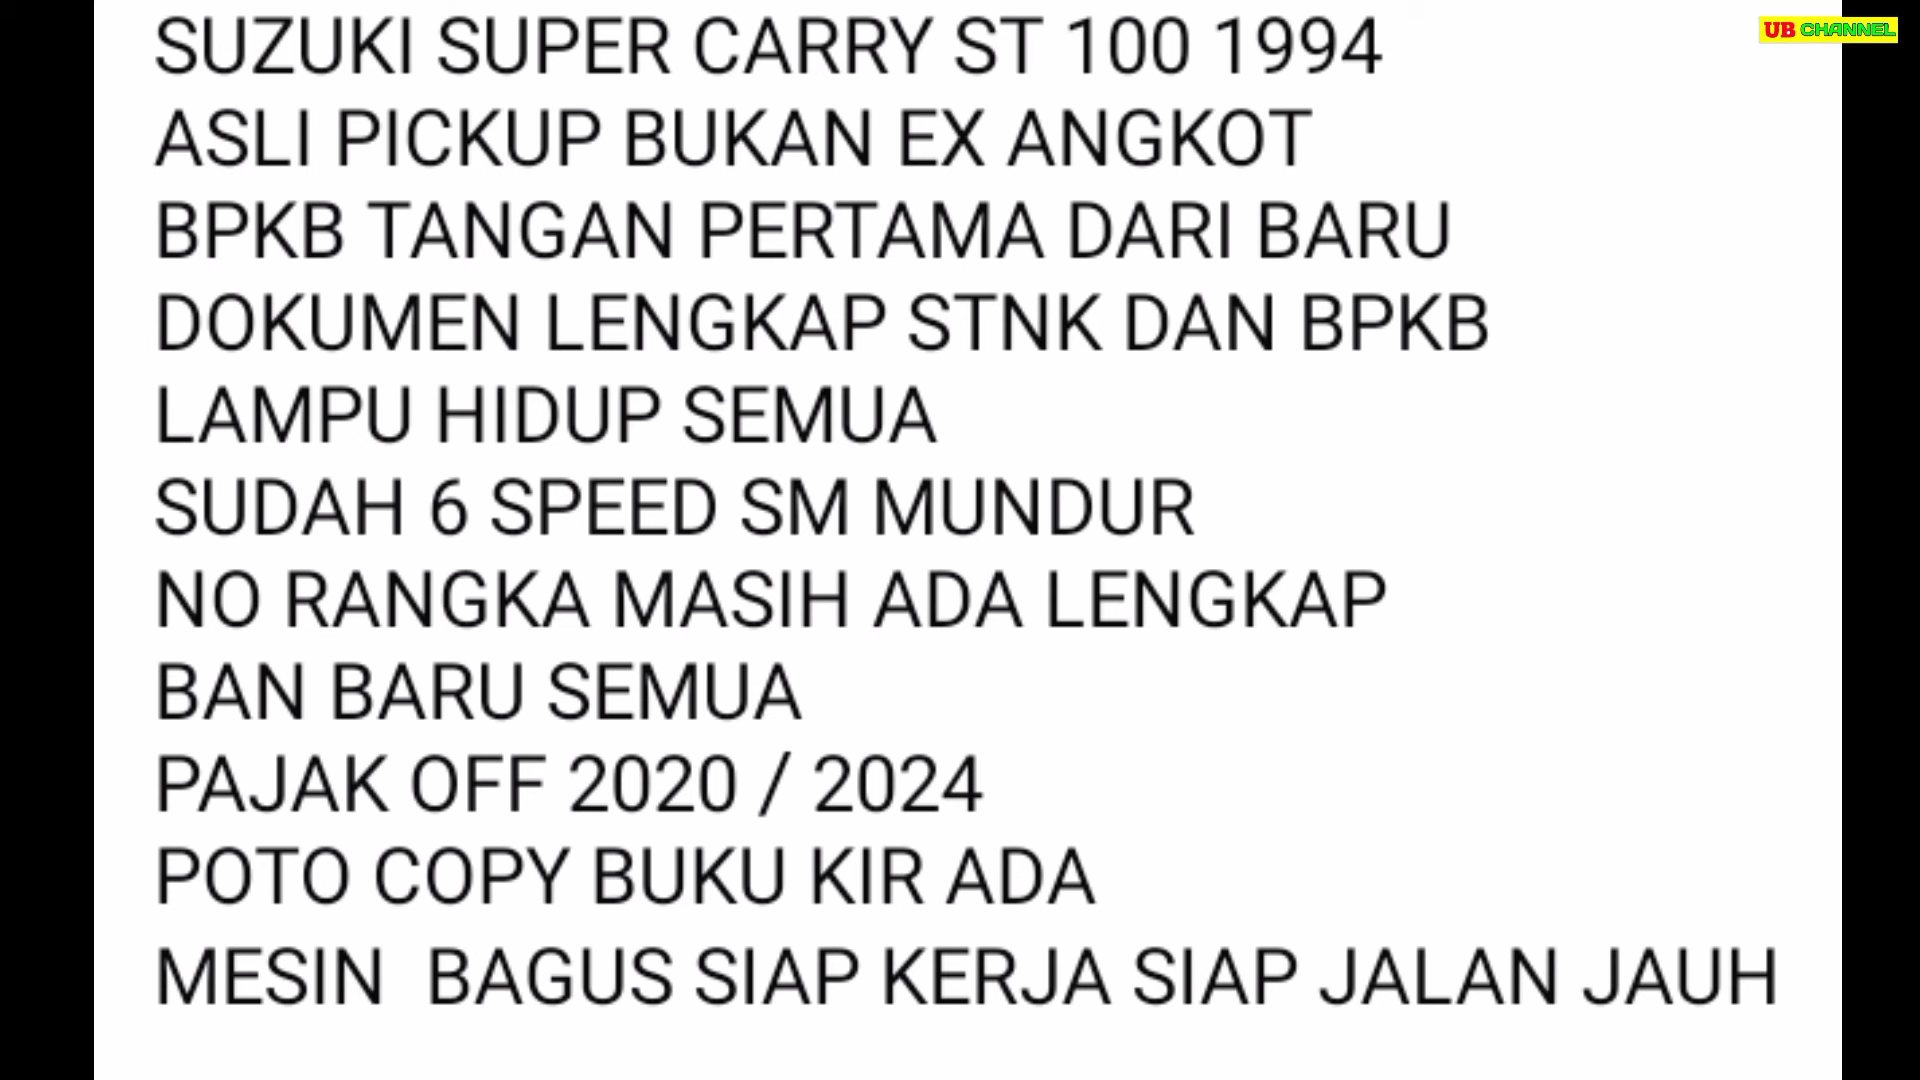 SUZUKI SUPER CARRY ST 100 1994
UB CHANNEL
ASLI PICKUP BUKAN EX ANGKOT
BPKB TANGAN PERTAMA DARI BARU
DOKUMEN LENGKAP STNK DAN BPKB
LAMPU HIDUP SEMUA
SUDAH 6 SPEED SM MUNDUR
NO RANGKA MASIH ADA LENGKAP
BAN BARU SEMUA
PAJAK OFF 2020 / 2024
POTO COPY BUKU KIR ADA
MESIN  BAGUS SIAP KERJA SIAP JALAN JAUH